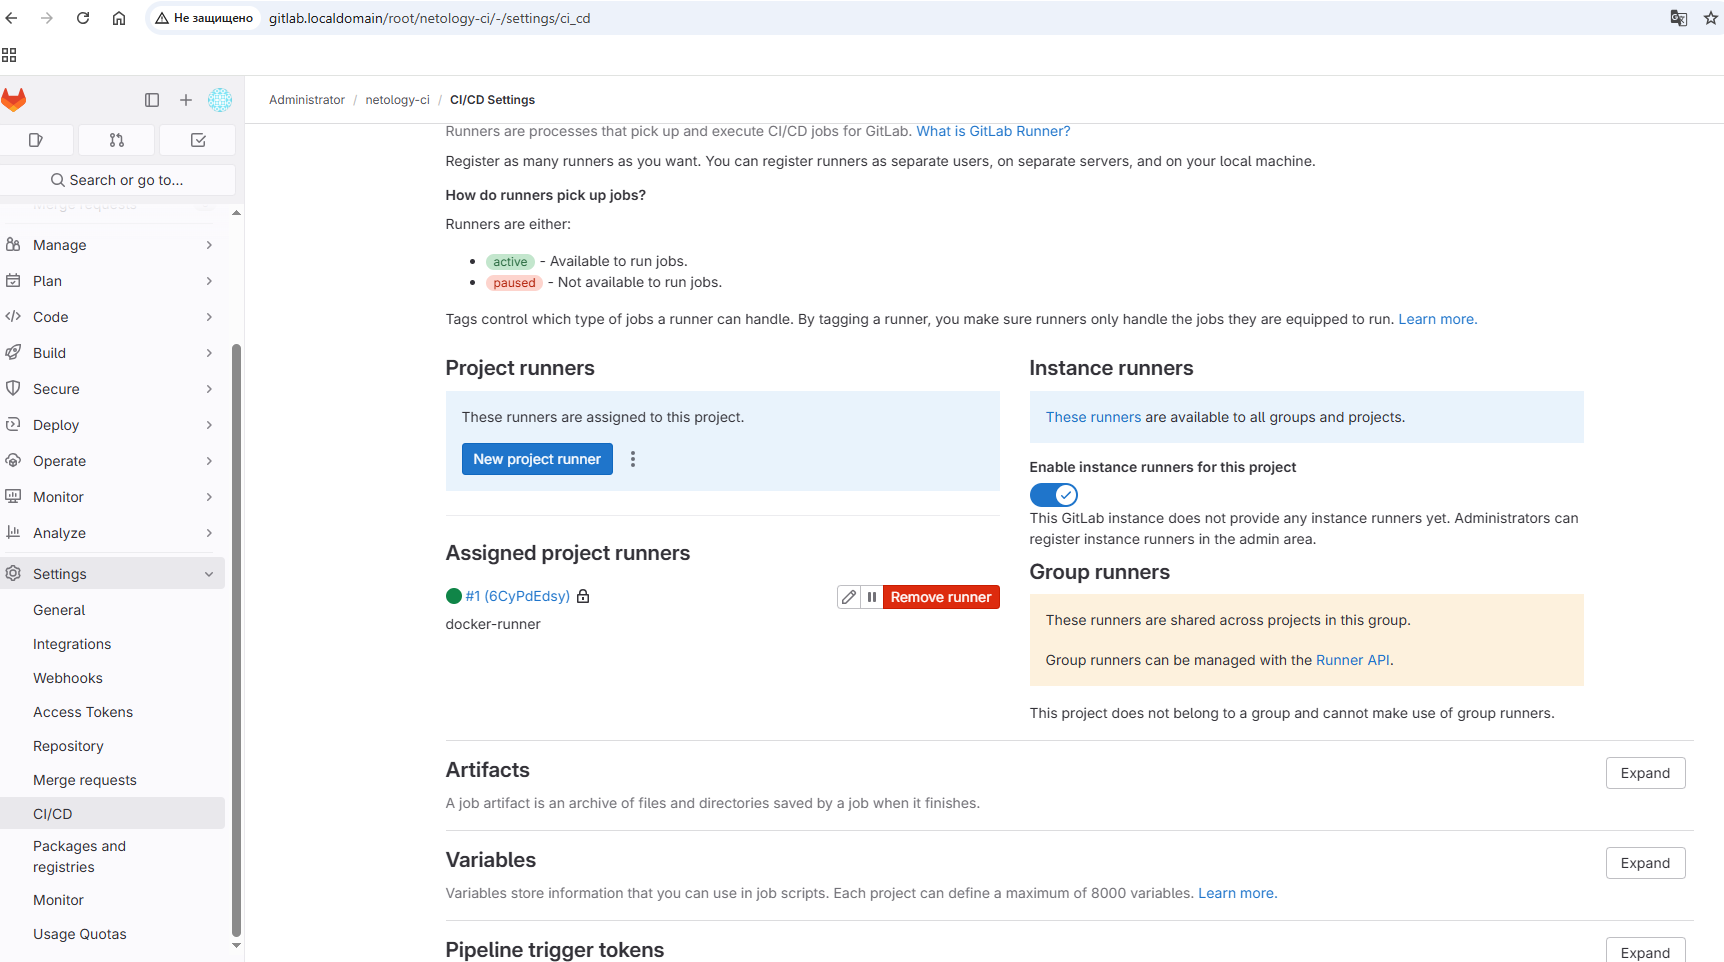 Не защищено
gitlab.localdomain/root/netology-ci/-/settings/ci_cd
Administrator / netology-ci / CI/CD Settings
Search or go to...
Merge requests
Manage
Plan
Code
Build
Secure
Deploy
Operate
Monitor
Analyze
Settings
General
Integrations
Webhooks
Access Tokens
Repository
Merge requests
CI/CD
Packages and
registries
Monitor
Usage Quotas
Runners are processes that pick up and execute CI/CD jobs for GitLab. What is GitLab Runner?
Register as many runners as you want. You can register runners as separate users, on separate servers, and on your local machine.
How do runners pick up jobs?
Runners are either:
• active - Available to run jobs.
• paused - Not available to run jobs.
Tags control which type of jobs a runner can handle. By tagging a runner, you make sure runners only handle the jobs they are equipped to run. Learn more.
Project runners
These runners are assigned to this project.
New project runner
Assigned project runners
#1 (6CyPdEdsy)
Remove runner
docker-runner
Instance runners
These runners are available to all groups and projects.
Enable instance runners for this project
This GitLab instance does not provide any instance runners yet. Administrators can
register instance runners in the admin area.
Group runners
These runners are shared across projects in this group.
Group runners can be managed with the Runner API.
This project does not belong to a group and cannot make use of group runners.
Artifacts
Expand
A job artifact is an archive of files and directories saved by a job when it finishes.
Variables
Expand
Variables store information that you can use in job scripts. Each project can define a maximum of 8000 variables. Learn more.
Pipeline trigger tokens
Expand